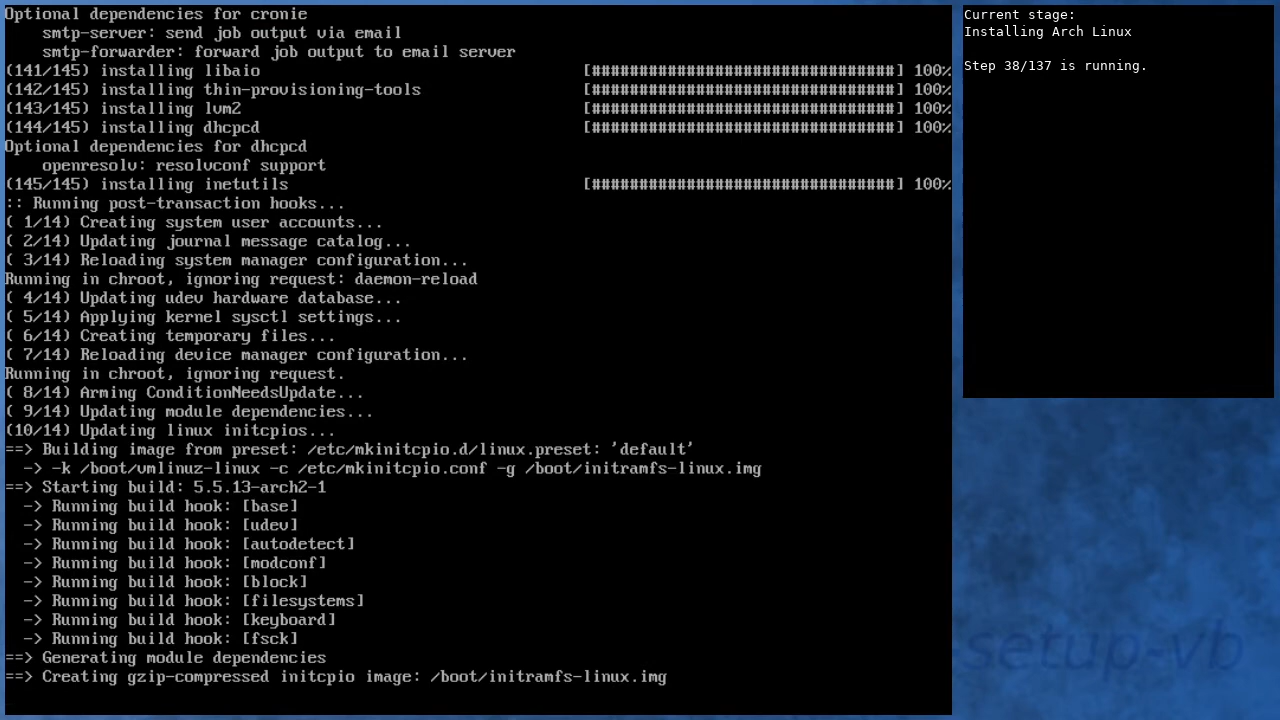 Optional dependencies for cronie
    smtp-server: send job output via email
    smtp-forwarder: forward job output to email server
(141/145) installing libaio [################################] 100%
(142/145) installing thin-provisioning-tools [################################] 100%
(143/145) installing lvm2 [################################] 100%
(144/145) installing dhcpcd [################################] 100%
Optional dependencies for dhcpcd
    openresolv: resolvconf support
(145/145) installing inetutils [################################] 100%
:: Running post-transaction hooks...
( 1/14) Creating system user accounts...
( 2/14) Updating journal message catalog...
( 3/14) Reloading system manager configuration...
Running in chroot, ignoring request: daemon-reload
( 4/14) Updating udev hardware database...
( 5/14) Applying kernel sysctl settings...
( 6/14) Creating temporary files...
( 7/14) Reloading device manager configuration...
Running in chroot, ignoring request.
( 8/14) Arming ConditionNeedsUpdate...
( 9/14) Updating module dependencies...
(10/14) Updating linux initcpios...
==> Building image from preset: /etc/mkinitcpio.d/linux.preset: 'default'
  -> -k /boot/vmlinuz-linux -c /etc/mkinitcpio.conf -g /boot/initramfs-linux.img
==> Starting build: 5.5.13-arch2-1
  -> Running build hook: [base]
  -> Running build hook: [udev]
  -> Running build hook: [autodetect]
  -> Running build hook: [modconf]
  -> Running build hook: [block]
  -> Running build hook: [filesystems]
  -> Running build hook: [keyboard]
  -> Running build hook: [fsck]
==> Generating module dependencies
==> Creating gzip-compressed initcpio image: /boot/initramfs-linux.img
Current stage:
Installing Arch Linux
Step 38/137 is running.
setup-vb